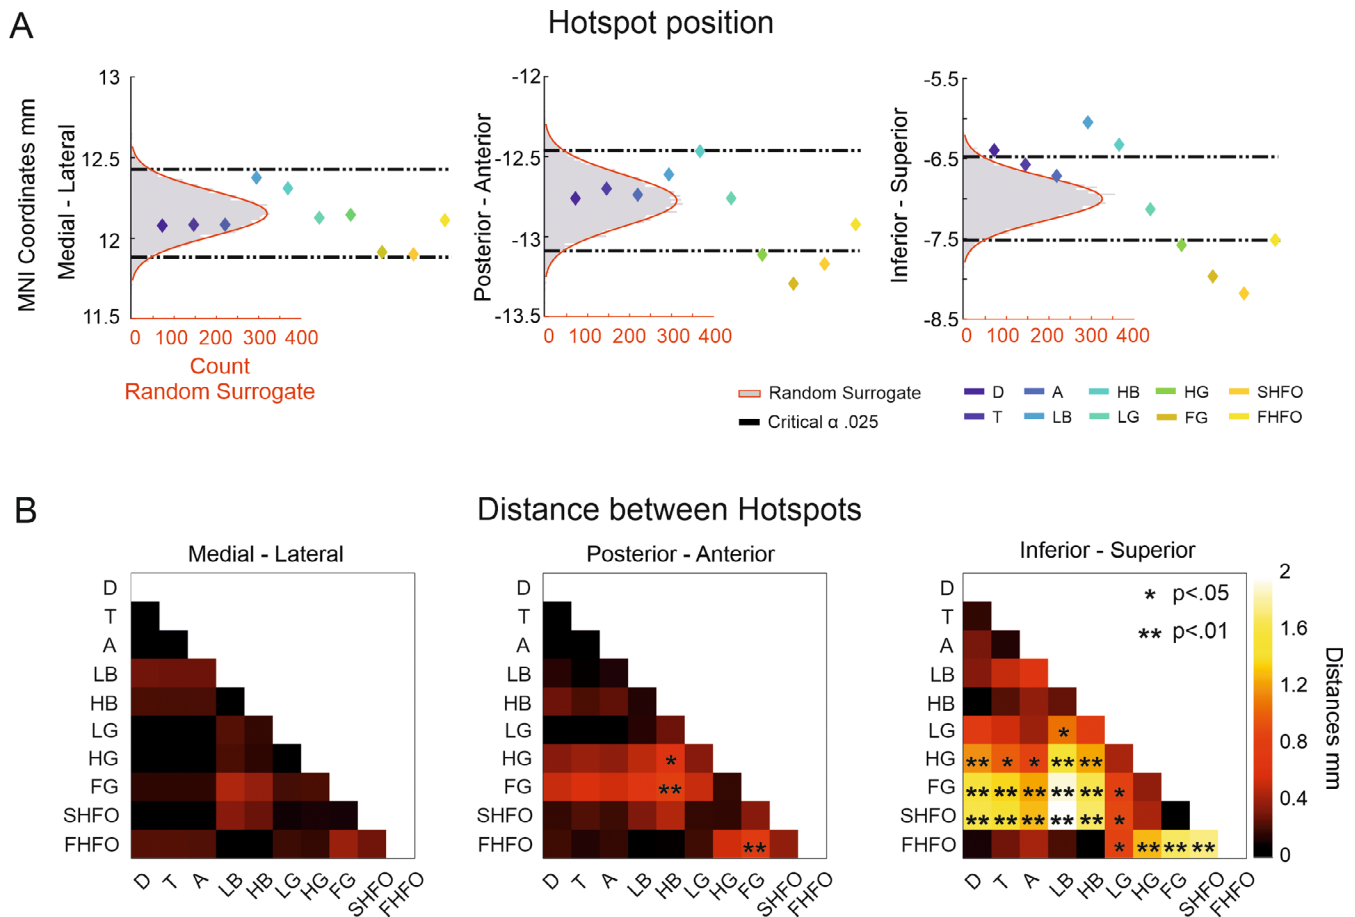 A
Hotspot position
MNI Coordinates mm
Medial - Lateral
13
12.5
12
11.5
0 100 200 300 400
Count
Random Surrogate
Posterior - Anterior
-12
-12.5
-13
-13.5
0 100 200 300 400
Inferior - Superior
-5.5
-6.5
-7.5
-8.5
0 100 200 300 400
Random Surrogate
Critical α .025
D A HB HG SHFO
T LB LG FG FHFO
B
Distance between Hotspots
Medial - Lateral
D
T
A
LB
HB
LG
HG
FG
SHFO
FHFO
D T A LB HB LG HG FG SHFO FHFO
Posterior - Anterior
D
T
A
LB
HB
LG
HG *
FG **
SHFO
FHFO **
D T A LB HB LG HG FG SHFO FHFO
Inferior - Superior
* p<.05
** p<.01
D
T
A
LB
HB
LG *
HG ** * * ** **
FG ** ** ** ** ** *
SHFO ** ** ** ** ** *
FHFO * ** ** **
D T A LB HB LG HG FG SHFO FHFO
2
1.6
1.2
0.8
0.4
0
Distances mm